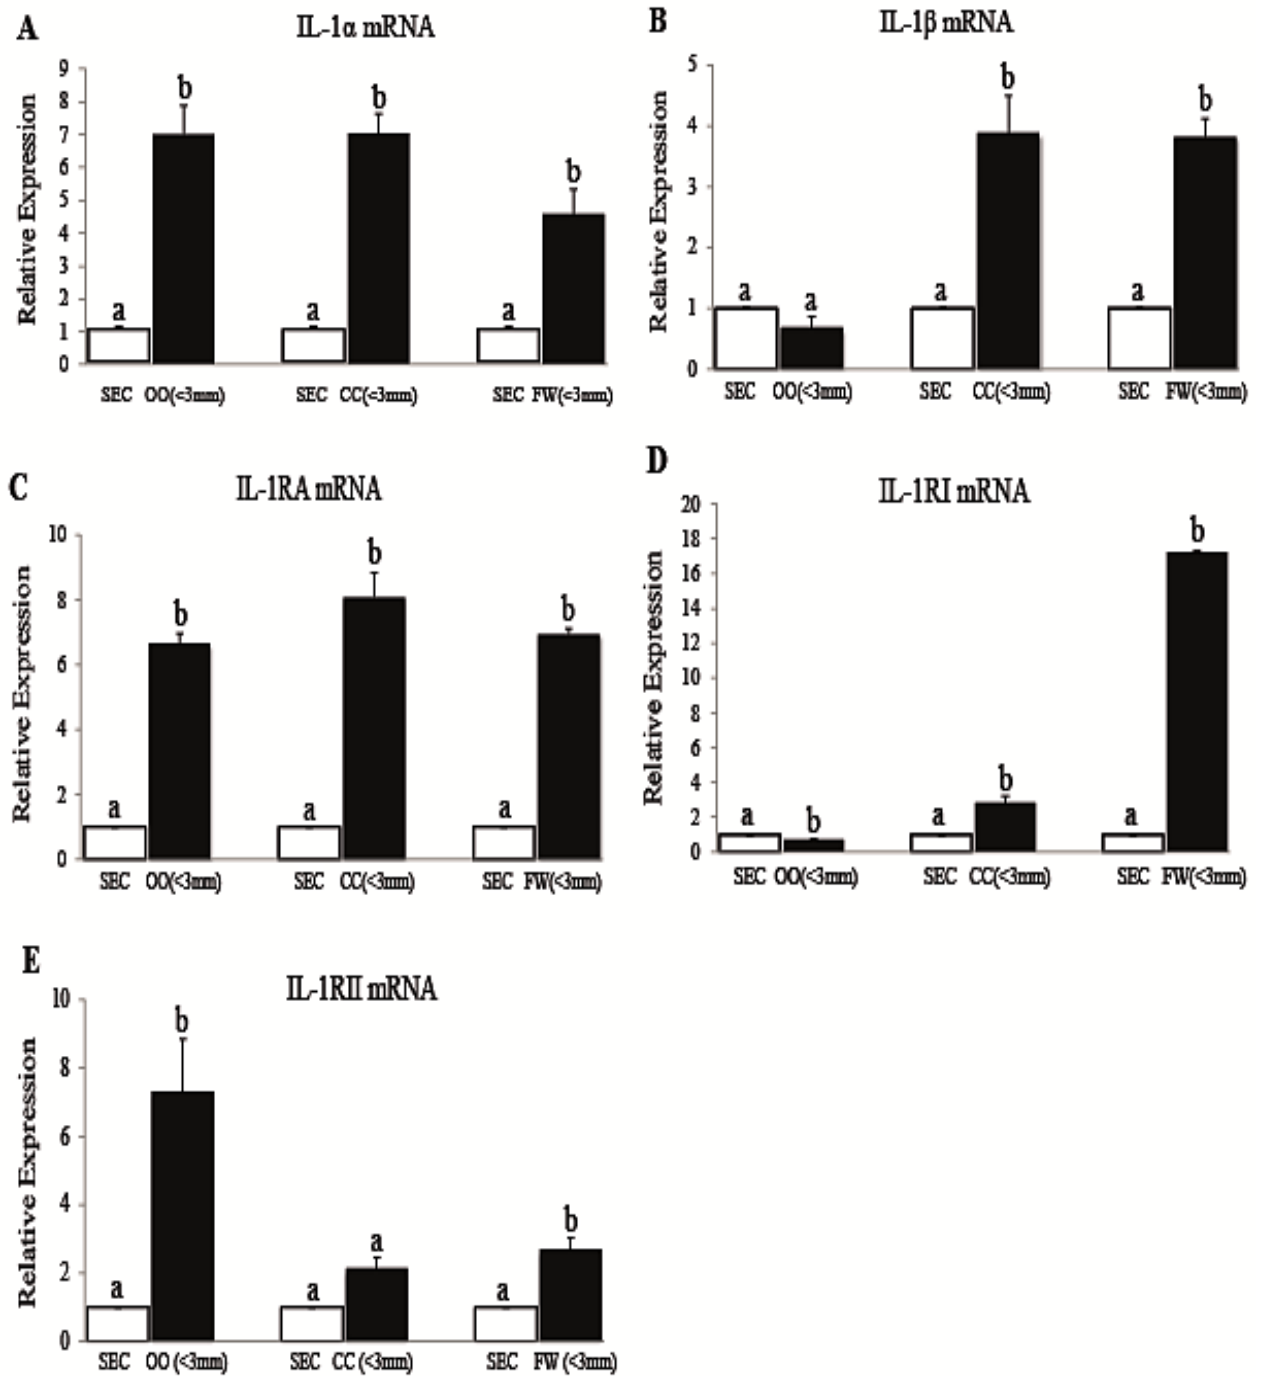 A
IL-1α mRNA
Relative Expression
9
8
7
6
5
4
3
2
1
0
a b a b a b
SEC OO(<3mm) SEC CC(<3mm) SEC FW(<3mm)
B
IL-1β mRNA
Relative Expression
5
4
3
2
1
0
a a a b a b
SEC OO(<3mm) SEC CC(<3mm) SEC FW(<3mm)
C
IL-1RA mRNA
Relative Expression
10
8
6
4
2
0
a b a b a b
SEC OO(<3mm) SEC CC(<3mm) SEC FW(<3mm)
D
IL-1RI mRNA
Relative Expression
20
18
16
14
12
10
8
6
4
2
0
a b a b a b
SEC OO(<3mm) SEC CC(<3mm) SEC FW(<3mm)
E
IL-1RII mRNA
Relative Expression
10
8
6
4
2
0
a b a a a b
SEC OO (<3mm) SEC CC (<3mm) SEC FW (<3mm)